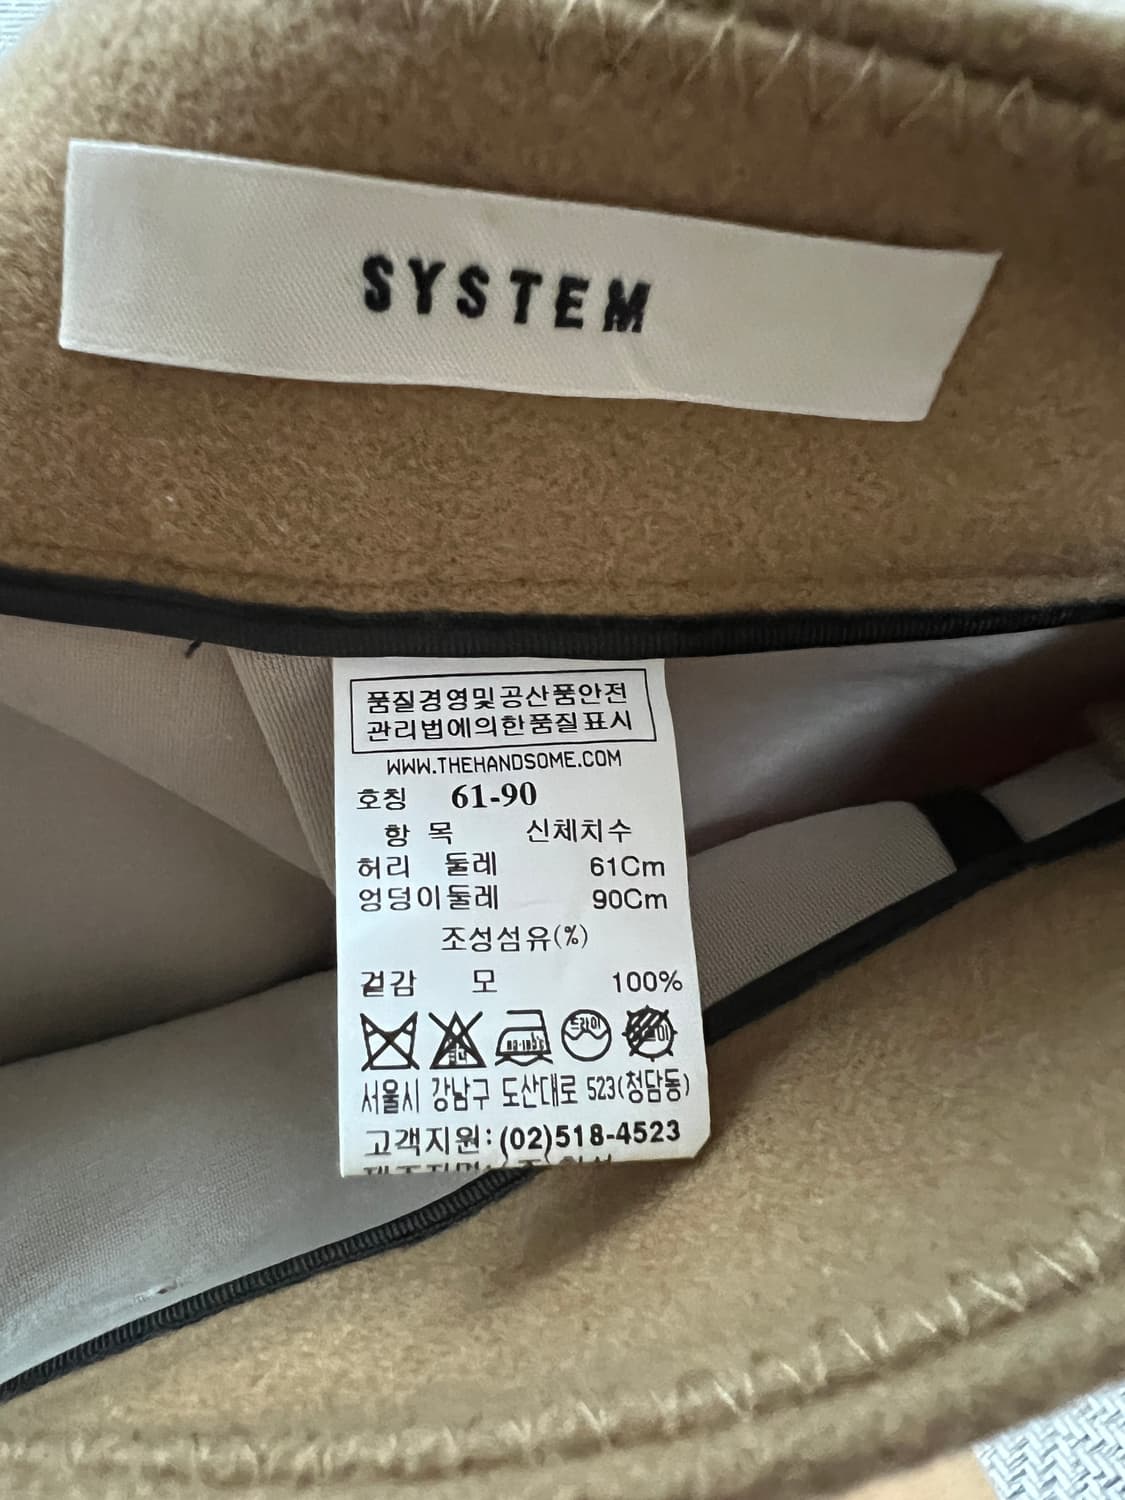 SYSTEM
품질경영및공산품안전
관리법에의한품질표시
WWW.THEHANDSOME.COM
호칭 61-90
항 목 신체치수
허리 둘레 61Cm
엉덩이둘레 90Cm
조성섬유(%)
겉감 모 100%
드라이
서울시 강남구 도산대로 523(청담동)
고객지원: (02)518-4523